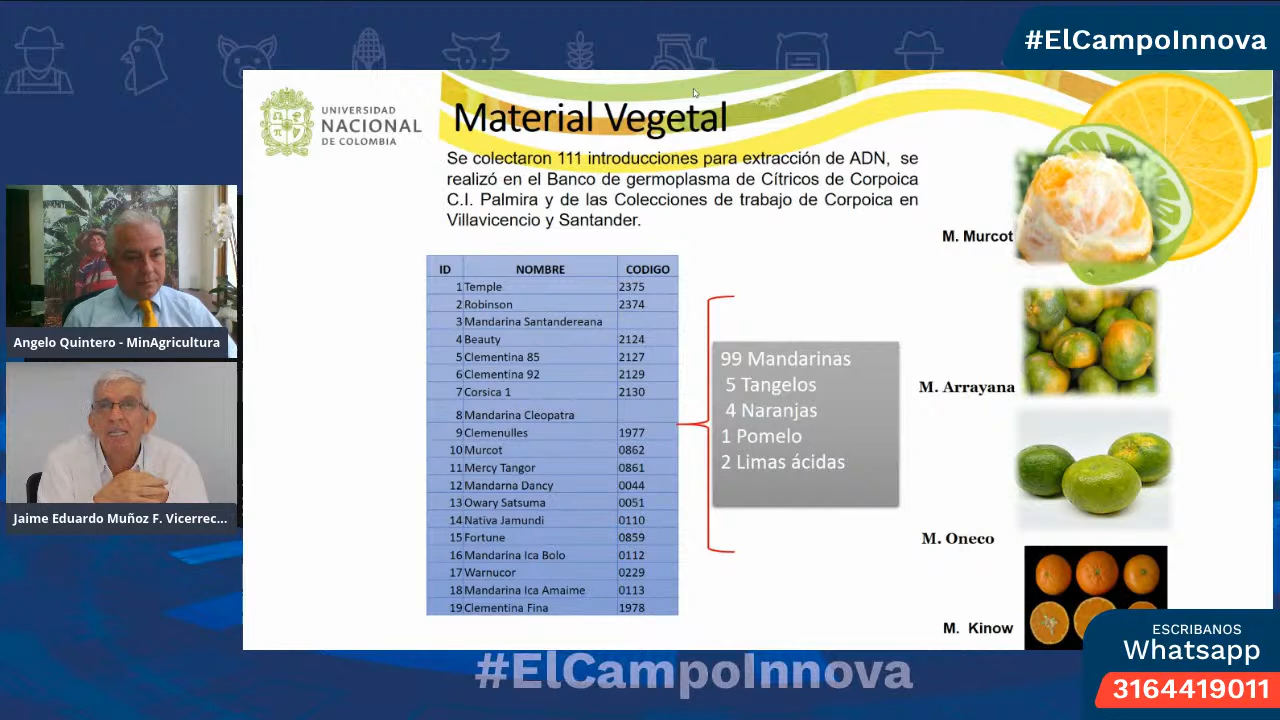 #ElCampoInnova
UNIVERSIDAD
NACIONAL
DE COLOMBIA
Material Vegetal
Se colectaron 111 introducciones para extracción de ADN, se
realizó en el Banco de germoplasma de Cítricos de Corpoica
C.I. Palmira y de las Colecciones de trabajo de Corpoica en
Villavicencio y Santander.
ID NOMBRE CODIGO
1 Temple 2375
2 Robinson 2374
3 Mandarina Santandereana
4 Beauty 2124
5 Clementina 85 2127
6 Clementina 92 2129
7 Corsica 1 2130
8 Mandarina Cleopatra
9 Clemenulles 1977
10 Murcot 0862
11 Mercy Tangor 0861
12 Mandarna Dancy 0044
13 Owary Satsuma 0051
14 Nativa Jamundi 0110
15 Fortune 0859
16 Mandarina Ica Bolo 0112
17 Warnucor 0229
18 Mandarina Ica Amaime 0113
19 Clementina Fina 1978
99 Mandarinas
5 Tangelos
4 Naranjas
1 Pomelo
2 Limas ácidas
M. Murcot
M. Arrayana
M. Oneco
M. Kinow
Angelo Quintero - MinAgricultura
Jaime Eduardo Muñoz F. Vicerrec...
#ElCampoInnova
ESCRIBANOS
Whatsapp
3164419011